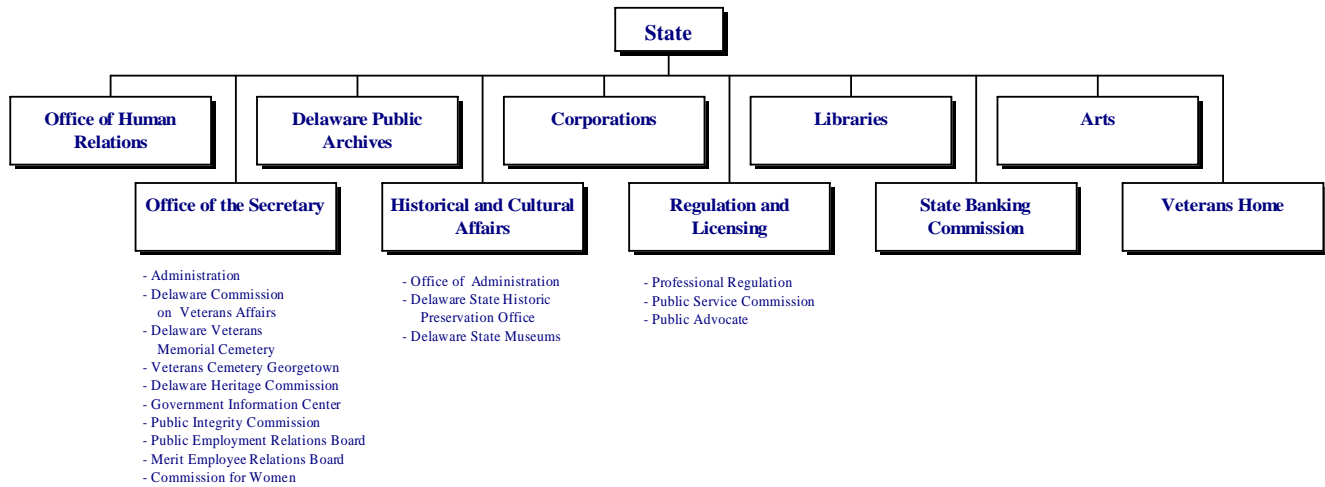 State
Office of Human
Relations
Delaware Public
Archives
Corporations
Libraries
Arts
Office of the Secretary
Historical and Cultural
Affairs
Regulation and
Licensing
State Banking
Commission
Veterans Home
- Administration
- Delaware Commission
on Veterans Affairs
- Delaware Veterans
Memorial Cemetery
- Veterans Cemetery Georgetown
- Delaware Heritage Commission
- Government Information Center
- Public Integrity Commission
- Public Employment Relations Board
- Merit Employee Relations Board
- Commission for Women
- Office of Administration
- Delaware State Historic
Preservation Office
- Delaware State Museums
- Professional Regulation
- Public Service Commission
- Public Advocate